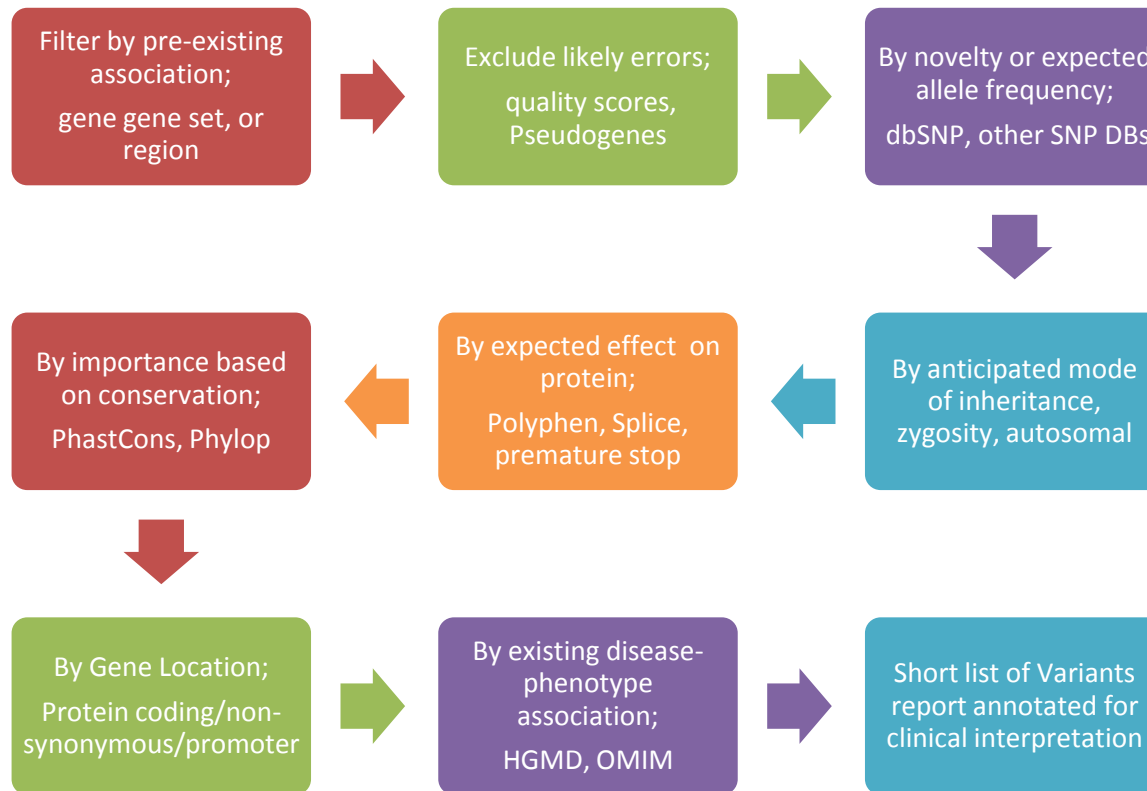 Filter by pre-existing
association;
gene gene set, or
region
Exclude likely errors;
quality scores,
Pseudogenes
By novelty or expected
allele frequency;
dbSNP, other SNP DBs
By anticipated mode
of inheritance,
zygosity, autosomal
By expected effect on
protein;
Polyphen, Splice,
premature stop
By importance based
on conservation;
PhastCons, Phylop
By Gene Location;
Protein coding/non-
synonymous/promoter
By existing disease-
phenotype
association;
HGMD, OMIM
Short list of Variants
report annotated for
clinical interpretation